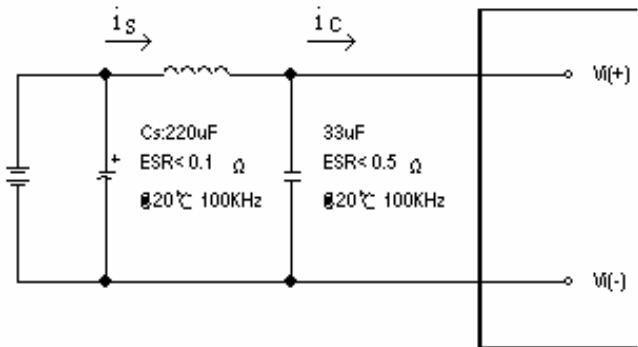 is
ic
Vi(+)
Cs:220uF
ESR<0.1 Ω
@20℃ 100KHz
33uF
ESR<0.5 Ω
@20℃ 100KHz
+
Vi(-)